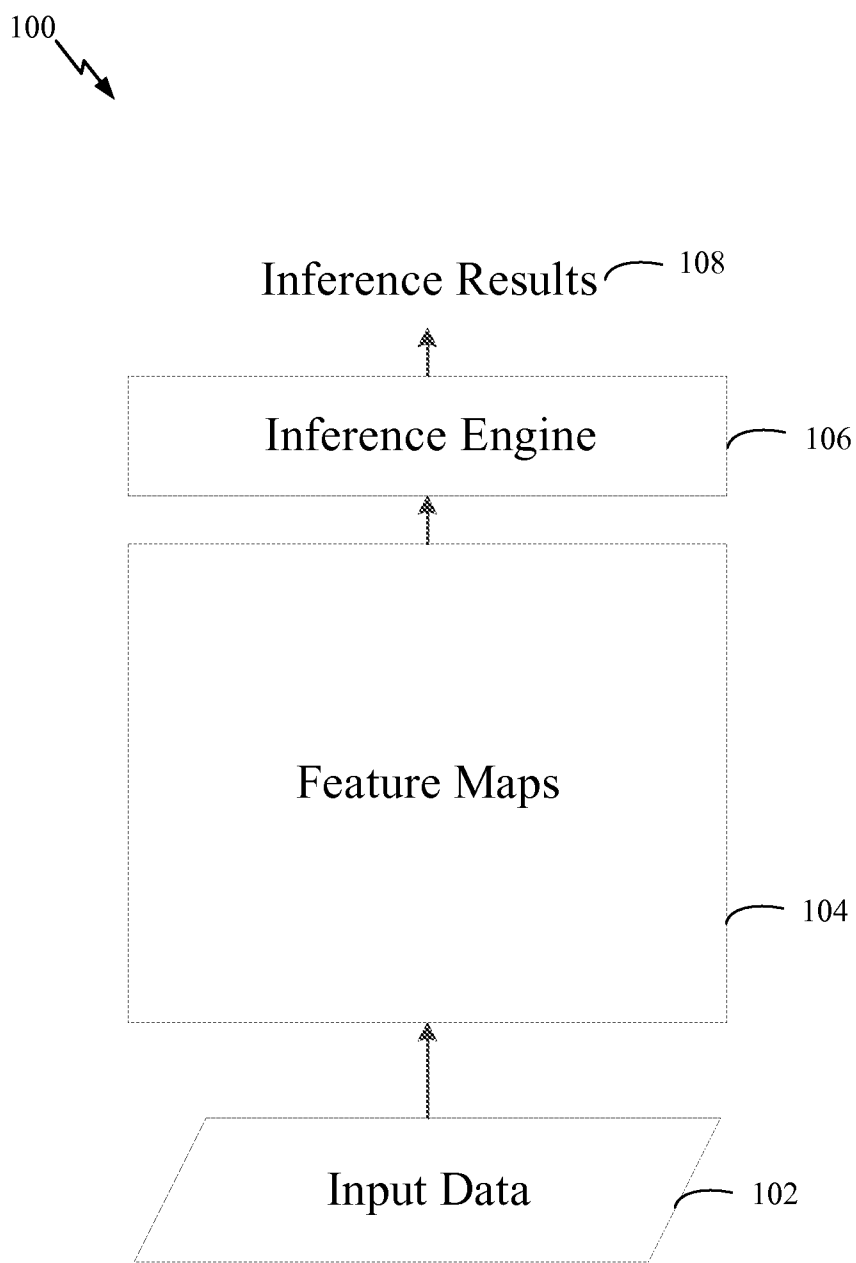 100
Inference Results 108
Inference Engine 106
Feature Maps
104
Input Data 102